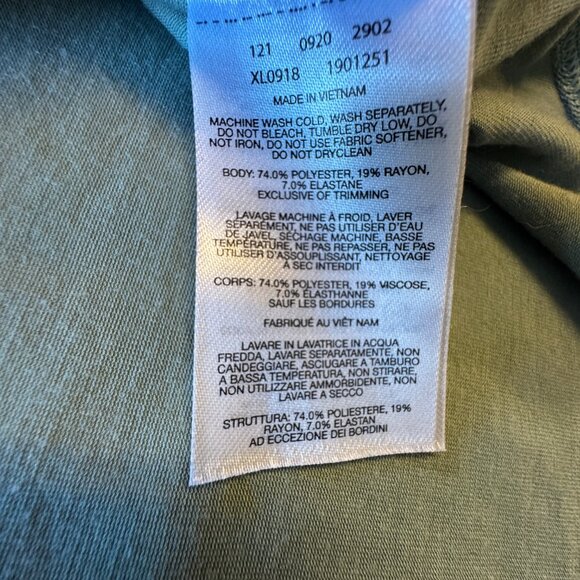 121 0920 2902
XL0918 1901251
MADE IN VIETNAM
MACHINE WASH COLD, WASH SEPARATELY,
DO NOT BLEACH, TUMBLE DRY LOW, DO
NOT IRON, DO NOT USE FABRIC SOFTENER,
DO NOT DRYCLEAN
BODY: 74.0% POLYESTER, 19% RAYON,
7.0% ELASTANE
EXCLUSIVE OF TRIMMING
LAVAGE MACHINE À FROID, LAVER
SÉPARÉMENT, NE PAS UTILISER D'EAU
DE JAVEL, SÉCHAGE MACHINE, BASSE
TEMPÉRATURE, NE PAS REPASSER, NE PAS
UTILISER D'ASSOUPLISSANT, NETTOYAGE
À SEC INTERDIT
CORPS: 74.0% POLYESTER, 19% VISCOSE,
7.0% ÉLASTHANNE
SAUF LES BORDURES
FABRIQUÉ AU VIÊT NAM
LAVARE IN LAVATRICE IN ACQUA
FREDDA, LAVARE SEPARATAMENTE, NON
CANDEGGIARE, ASCIUGARE A TAMBURO
A BASSA TEMPERATURA, NON STIRARE,
NON UTILIZZARE AMMORBIDENTE, NON
LAVARE A SECCO
STRUTTURA: 74.0% POLIESTERE, 19%
RAYON, 7.0% ELASTAN
AD ECCEZIONE DEI BORDINI